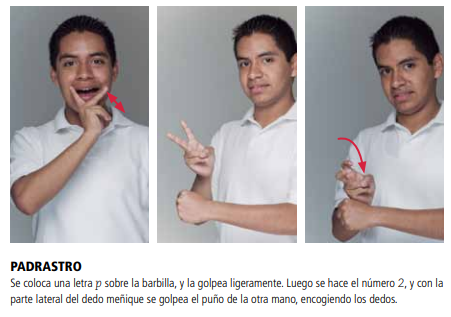 PADRASTRO
Se coloca una letra p sobre la barbilla, y la golpea ligeramente. Luego se hace el número 2, y con la
parte lateral del dedo meñique se golpea el puño de la otra mano, encogiendo los dedos.